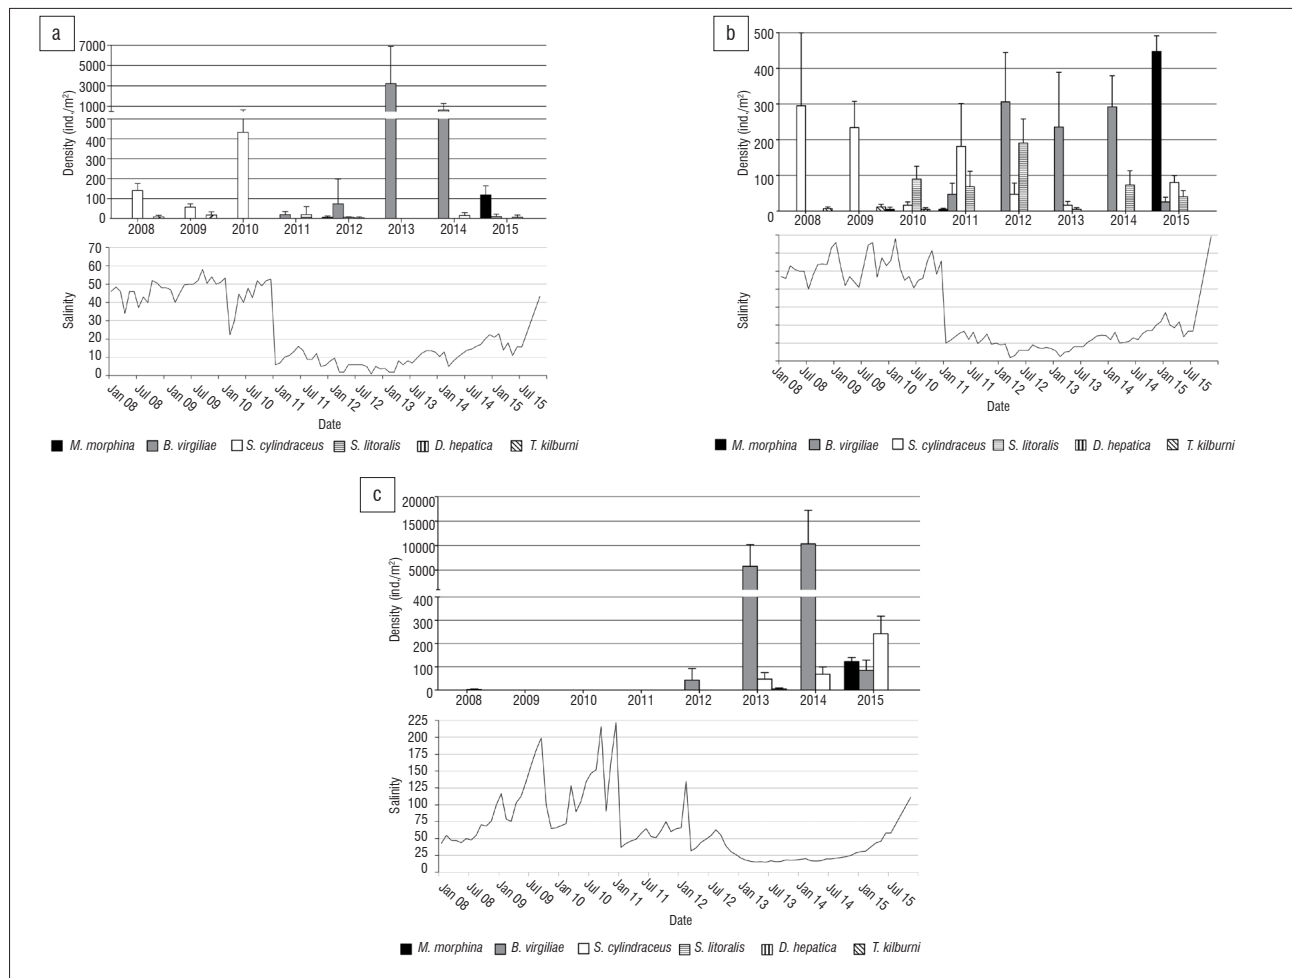 a
7000
5000
3000
1000
500
400
300
200
100
0
Density (ind./m²)
2008 2009 2010 2011 2012 2013 2014 2015
70
60
50
40
30
20
10
0
Salinity
Jan 08 Jul 08 Jan 09 Jul 09 Jan 10 Jul 10 Jan 11 Jul 11 Jan 12 Jul 12 Jan 13 Jul 13 Jan 14 Jul 14 Jan 15 Jul 15
Date
M. morphina B. virgiliae S. cylindraceus S. litoralis D. hepatica T. kilburni
b
500
400
300
200
100
0
Density (ind./m²)
2008 2009 2010 2011 2012 2013 2014 2015
Salinity
Jan 08 Jul 08 Jan 09 Jul 09 Jan 10 Jul 10 Jan 11 Jul 11 Jan 12 Jul 12 Jan 13 Jul 13 Jan 14 Jul 14 Jan 15 Jul 15
Date
M. morphina B. virgiliae S. cylindraceus S. litoralis D. hepatica T. kilburni
c
20000
15000
10000
5000
400
300
200
100
0
Density (ind./m²)
2008 2009 2010 2011 2012 2013 2014 2015
225
200
175
150
125
100
75
50
25
0
Salinity
Jan 08 Jul 08 Jan 09 Jul 09 Jan 10 Jul 10 Jan 11 Jul 11 Jan 12 Jul 12 Jan 13 Jul 13 Jan 14 Jul 14 Jan 15 Jul 15
Date
M. morphina B. virgiliae S. cylindraceus S. litoralis D. hepatica T. kilburni